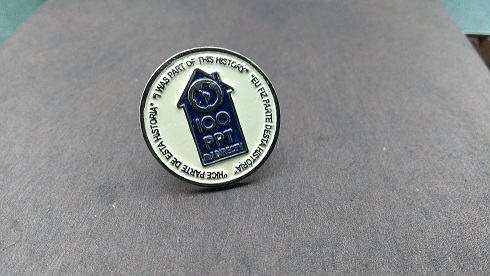 "I WAS PART OF THIS HISTORY"
"EU FIZ PARTE DESTA HISTÓRIA"
"HICE PARTE DE ESTA HISTORIA"
100
PPT